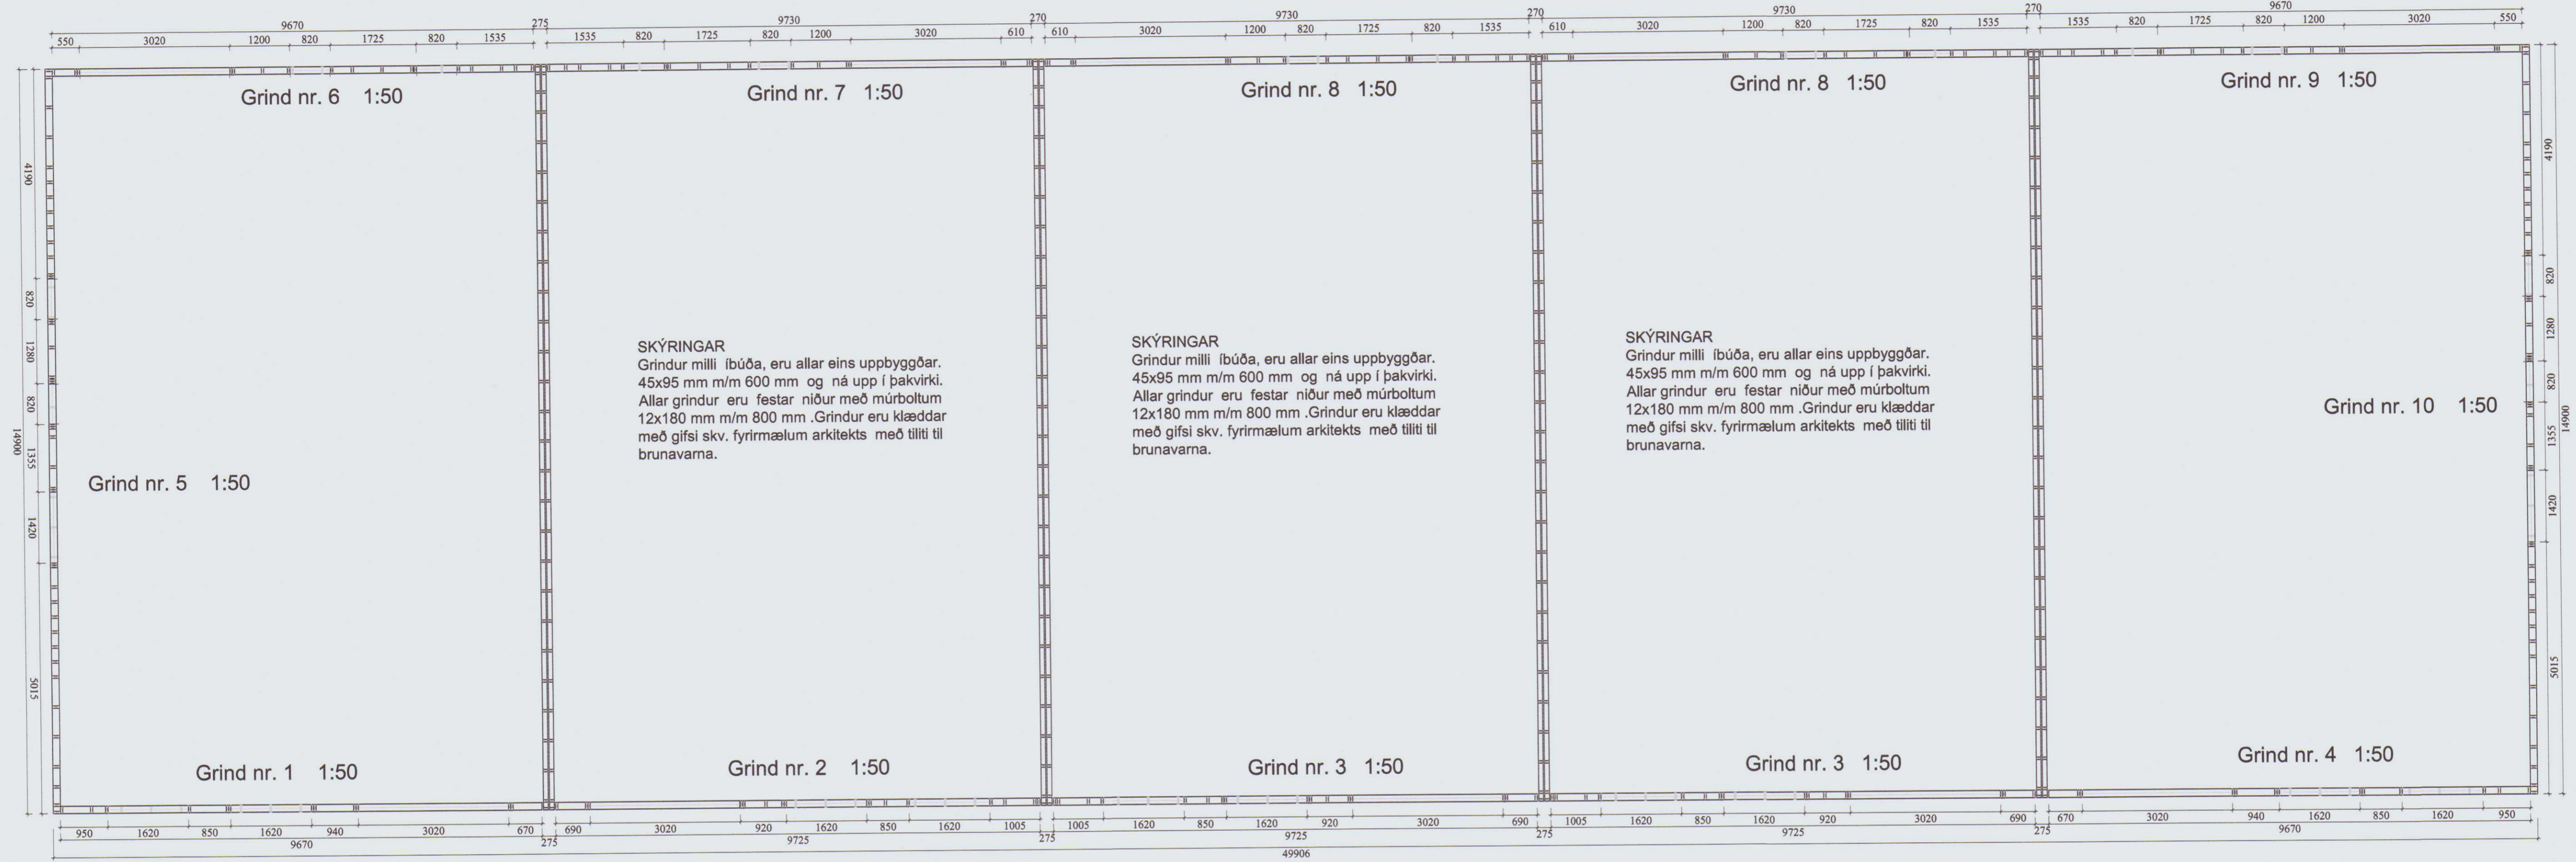 9670 275 9730 270 9730 270 9730 270 9670
550 3020 1200 820 1725 820 1535 1535 820 1725 820 1200 3020 610 610 3020 1200 820 1725 820 1535 610 3020 1200 820 1725 820 1535 1535 820 1725 820 1200 3020 550
Grind nr. 6 1:50
Grind nr. 7 1:50
Grind nr. 8 1:50
Grind nr. 8 1:50
Grind nr. 9 1:50
4190
820
1280
820
1355
1420
5015
14900
SKÝRINGAR
Grindur milli íbúða, eru allar eins uppbyggðar.
45x95 mm m/m 600 mm og ná upp í þakvirki.
Allar grindur eru festar niður með múrboltum
12x180 mm m/m 800 mm .Grindur eru klæddar
með gifsi skv. fyrirmælum arkitekts með tiliti til
brunavarna.
SKÝRINGAR
Grindur milli íbúða, eru allar eins uppbyggðar.
45x95 mm m/m 600 mm og ná upp í þakvirki.
Allar grindur eru festar niður með múrboltum
12x180 mm m/m 800 mm .Grindur eru klæddar
með gifsi skv. fyrirmælum arkitekts með tiliti til
brunavarna.
SKÝRINGAR
Grindur milli íbúða, eru allar eins uppbyggðar.
45x95 mm m/m 600 mm og ná upp í þakvirki.
Allar grindur eru festar niður með múrboltum
12x180 mm m/m 800 mm .Grindur eru klæddar
með gifsi skv. fyrirmælum arkitekts með tiliti til
brunavarna.
Grind nr. 5 1:50
Grind nr. 10 1:50
4190
820
1280
820
1355
1420
5015
14900
Grind nr. 1 1:50
Grind nr. 2 1:50
Grind nr. 3 1:50
Grind nr. 3 1:50
Grind nr. 4 1:50
950 1620 850 1620 940 3020 670 690 3020 920 1620 850 1620 1005 1005 1620 850 1620 920 3020 690 1005 1620 850 1620 920 3020 690 670 3020 940 1620 850 1620 950
9670 275 9725 275 9725 275 9725 275 9670
49906